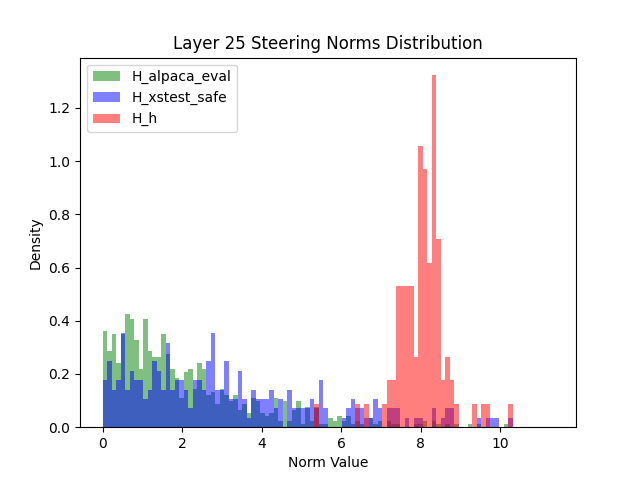 Layer 25 Steering Norms Distribution
H_alpaca_eval
H_xstest_safe
H_h
Density
1.2
1.0
0.8
0.6
0.4
0.2
0.0
0 2 4 6 8 10
Norm Value